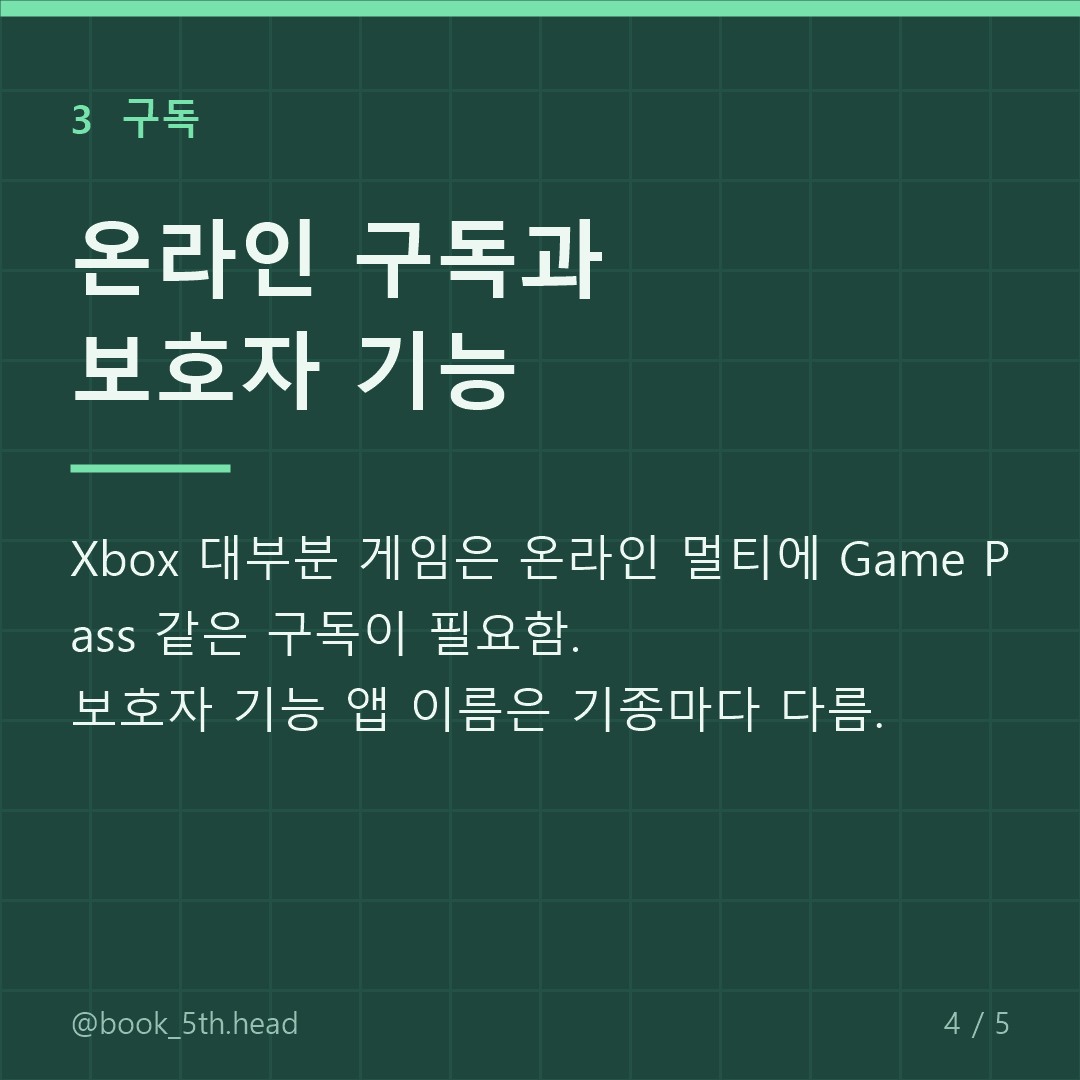 3 구독
온라인 구독과
보호자 기능
Xbox 대부분 게임은 온라인 멀티에 Game P
ass 같은 구독이 필요함.
보호자 기능 앱 이름은 기종마다 다름.
@book_5th.head
4 / 5